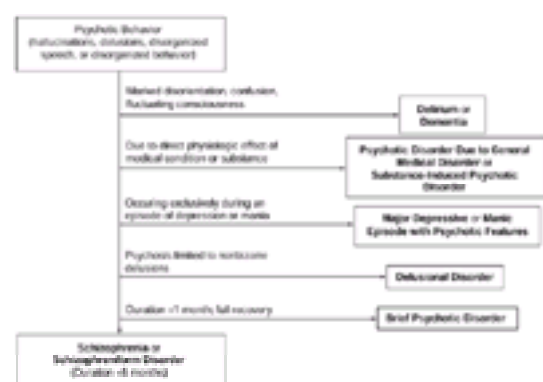 Psychotic Behavior
(hallucinations, delusions, disorganized
speech, or disorganized behavior)
Marked disorientation, confusion,
fluctuating consciousness
Delirium or
Dementia
Due to direct physiologic effect of
medical condition or substance
Psychotic Disorder Due to General
Medical Disorder or
Substance-Induced Psychotic
Disorder
Occuring exclusively during an
episode of depression or mania
Major Depressive or Manic
Episode with Psychotic Features
Psychosis limited to nonbizarre
delusions
Delusional Disorder
Duration <1 month; full recovery
Brief Psychotic Disorder
Schizophrenia or
Schizophreniform Disorder
(Duration months)